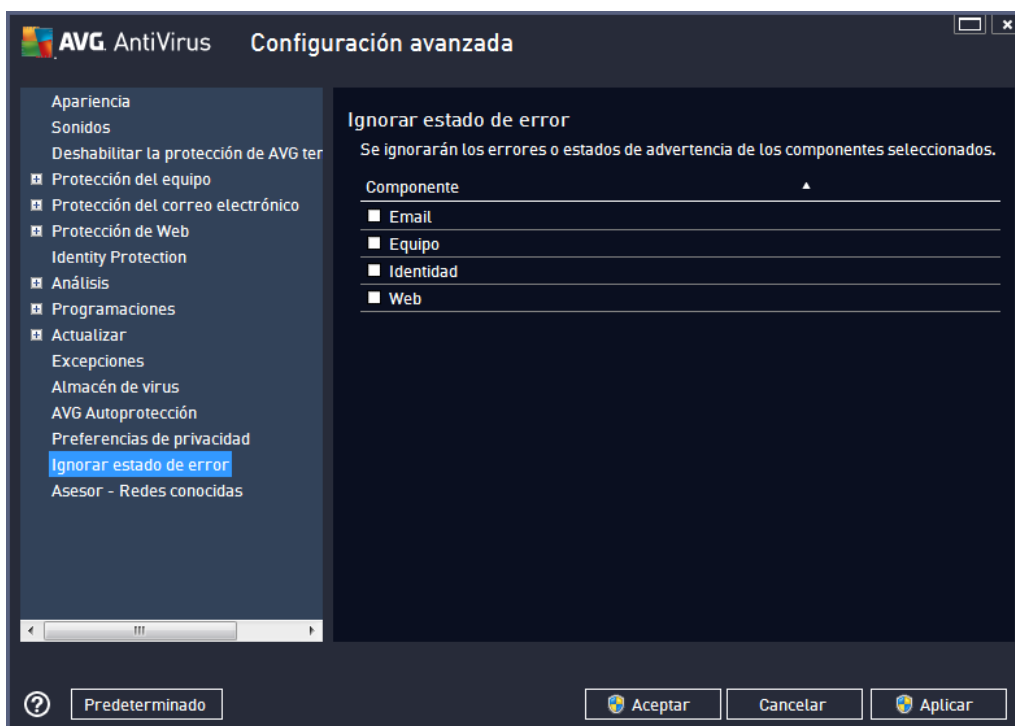 AVG AntiVirus Configuración avanzada
Apariencia
Sonidos
Deshabilitar la protección de AVG ter
Protección del equipo
Protección del correo electrónico
Protección de Web
Identity Protection
Análisis
Programaciones
Actualizar
Excepciones
Almacén de virus
AVG Autoprotección
Preferencias de privacidad
Ignorar estado de error
Asesor - Redes conocidas
Ignorar estado de error
Se ignorarán los errores o estados de advertencia de los componentes seleccionados.
Componente
Email
Equipo
Identidad
Web
? Predeterminado Aceptar Cancelar Aplicar